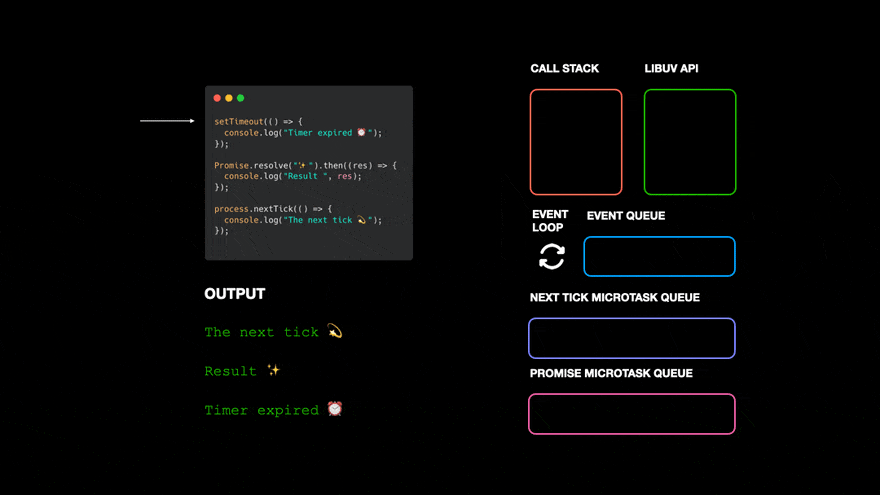 setTimeout(() => {
  console.log("Timer expired ⏰");
});
Promise.resolve("✨").then((res) => {
  console.log("Result ", res);
});
process.nextTick(() => {
  console.log("The next tick 💫");
});
OUTPUT
The next tick 💫
Result ✨
Timer expired ⏰
CALL STACK
LIBUV API
EVENT
LOOP
EVENT QUEUE
NEXT TICK MICROTASK QUEUE
PROMISE MICROTASK QUEUE